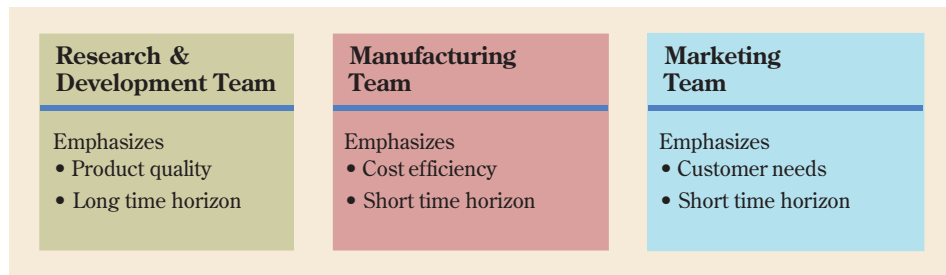 Research &
Development Team
Emphasizes
• Product quality
• Long time horizon
Manufacturing
Team
Emphasizes
• Cost efficiency
• Short time horizon
Marketing
Team
Emphasizes
• Customer needs
• Short time horizon